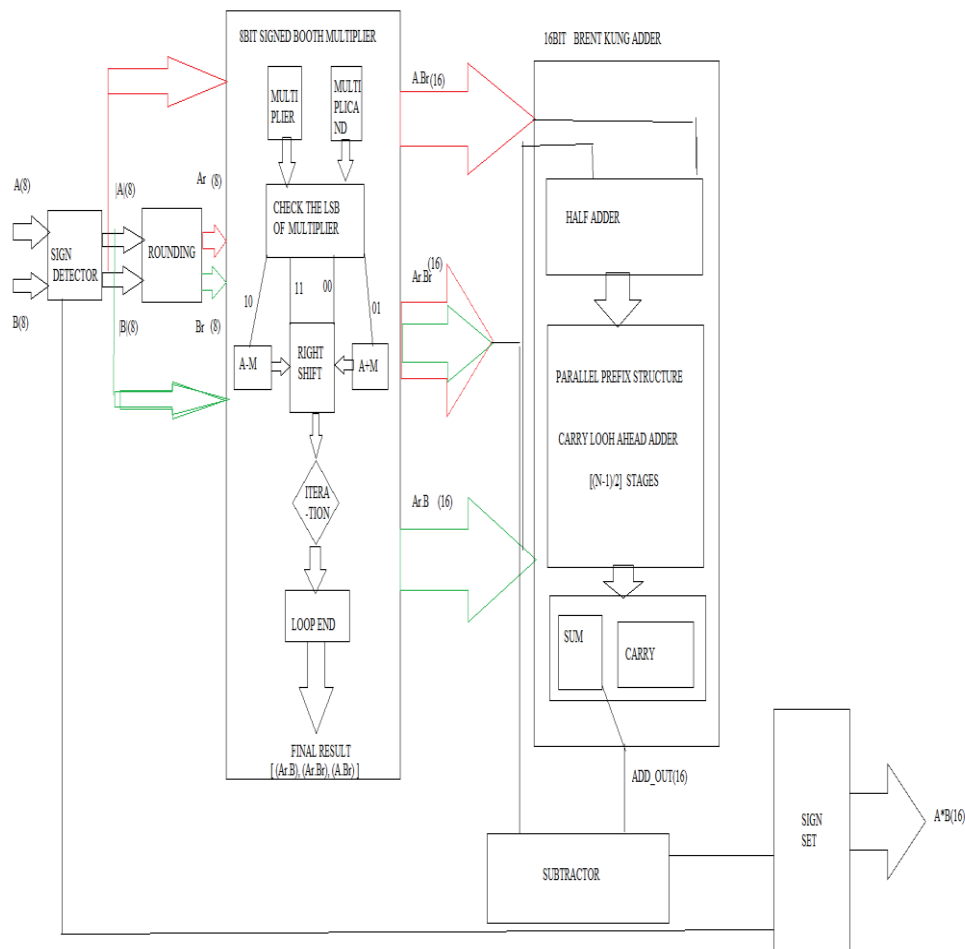 8BIT SIGNED BOOTH MULTIPLIER
16BIT BRENT KUNG ADDER
MULTI
PLIER
MUL
TIPLICA
ND
A.Br(16)
A(8)
|A|(8)
Ar (8)
SIGN
DETECTOR
ROUNDING
B(8)
|B|(8)
Br (8)
CHECK THE LSB
OF MULTIPLIER
HALF ADDER
10
11
00
01
Ar.Br (16)
A-M
RIGHT
SHIFT
A+M
PARALLEL PREFIX STRUCTURE
CARRY LOOH AHEAD ADDER
[(N-1)/2] STAGES
ITERA
-TION
Ar.B (16)
LOOP END
SUM
CARRY
FINAL RESULT
[ (Ar.B), (Ar.Br), (A.Br) ]
ADD_OUT(16)
SUBTRACTOR
SIGN
SET
A*B(16)